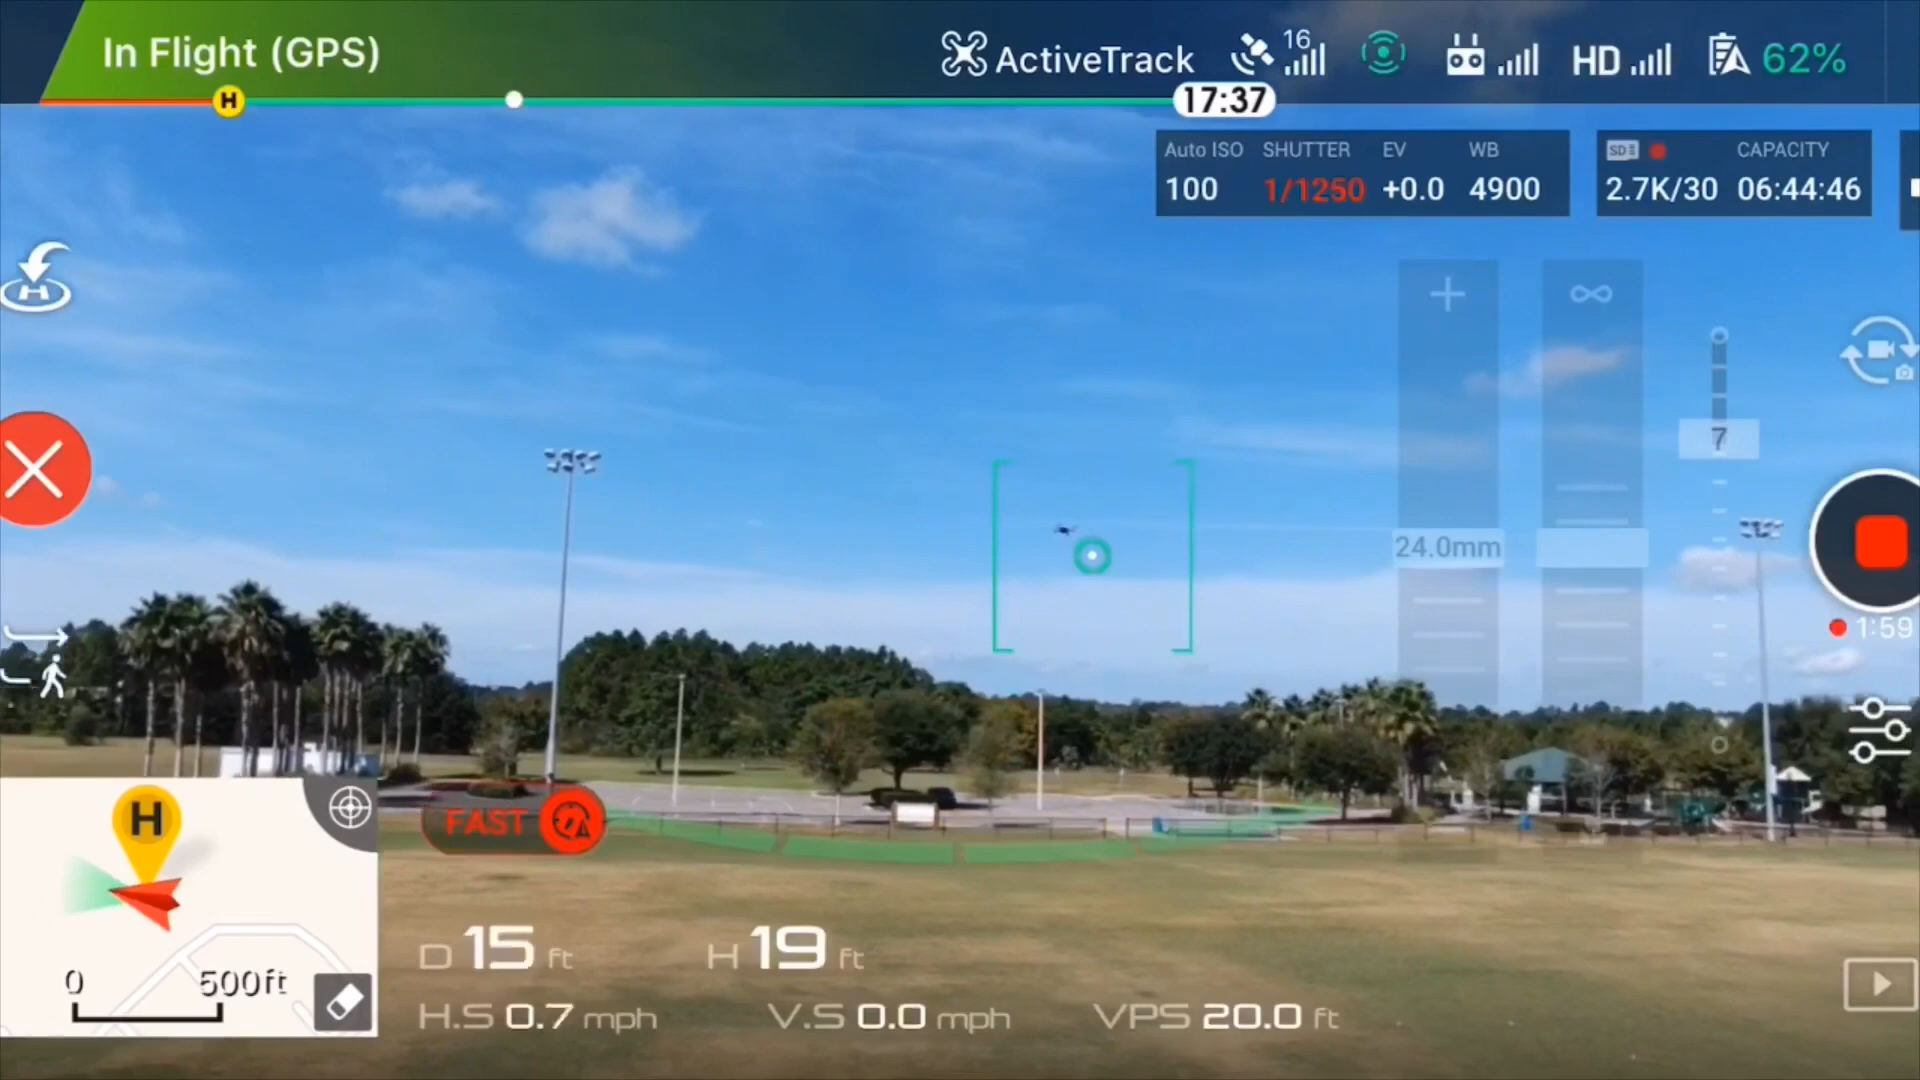 In Flight (GPS)
ActiveTrack
16
HD
62%
H
17:37
Auto ISO SHUTTER EV WB
100 1/1250 +0.0 4900
SD CAPACITY
2.7K/30 06:44:46
H
7
24.0mm
1:59
FAST
H
D 15 ft H 19 ft
0 500ft
H.S 0.7 mph V.S 0.0 mph VPS 20.0 ft